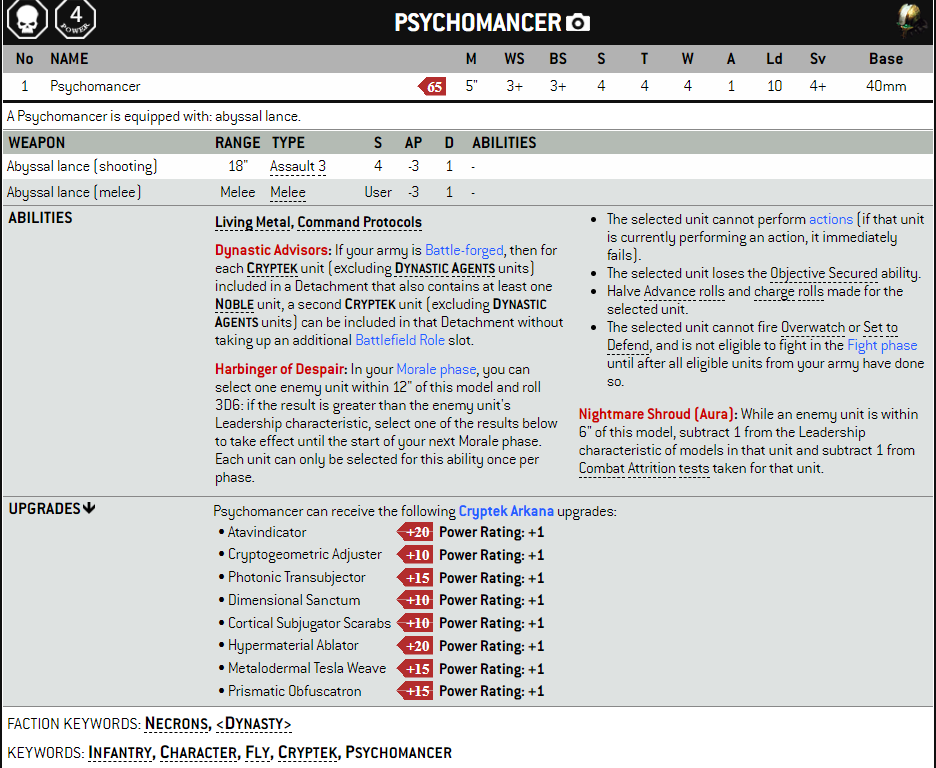 4
POWER
PSYCHOMANCER
No NAME M WS BS S T W A Ld Sv Base
1 Psychomancer 65 5" 3+ 3+ 4 4 4 1 10 4+ 40mm
A Psychomancer is equipped with: abyssal lance.
WEAPON RANGE TYPE S AP D ABILITIES
Abyssal lance (shooting) 18" Assault 3 4 -3 1 -
Abyssal lance (melee) Melee Melee User -3 1 -
ABILITIES
Living Metal, Command Protocols
Dynastic Advisors: If your army is Battle-forged, then for
each CRYPTEK unit (excluding DYNASTIC AGENTS units)
included in a Detachment that also contains at least one
NOBLE unit, a second CRYPTEK unit (excluding DYNASTIC
AGENTS units) can be included in that Detachment without
taking up an additional Battlefield Role slot.
Harbinger of Despair: In your Morale phase, you can
select one enemy unit within 12" of this model and roll
3D6: if the result is greater than the enemy unit's
Leadership characteristic, select one of the results below
to take effect until the start of your next Morale phase.
Each unit can only be selected for this ability once per
phase.
• The selected unit cannot perform actions (if that unit
is currently performing an action, it immediately
fails).
• The selected unit loses the Objective Secured ability.
• Halve Advance rolls and charge rolls made for the
selected unit.
• The selected unit cannot fire Overwatch or Set to
Defend, and is not eligible to fight in the Fight phase
until after all eligible units from your army have done
so.
Nightmare Shroud (Aura): While an enemy unit is within
6" of this model, subtract 1 from the Leadership
characteristic of models in that unit and subtract 1 from
Combat Attrition tests taken for that unit.
UPGRADES
Psychomancer can receive the following Cryptek Arkana upgrades:
• Atavindicator +20 Power Rating: +1
• Cryptogeometric Adjuster +10 Power Rating: +1
• Photonic Transubjector +15 Power Rating: +1
• Dimensional Sanctum +10 Power Rating: +1
• Cortical Subjugator Scarabs +10 Power Rating: +1
• Hypermaterial Ablator +20 Power Rating: +1
• Metalodermal Tesla Weave +15 Power Rating: +1
• Prismatic Obfuscatron +15 Power Rating: +1
FACTION KEYWORDS: NECRONS, <DYNASTY>
KEYWORDS: INFANTRY, CHARACTER, FLY, CRYPTEK, PSYCHOMANCER